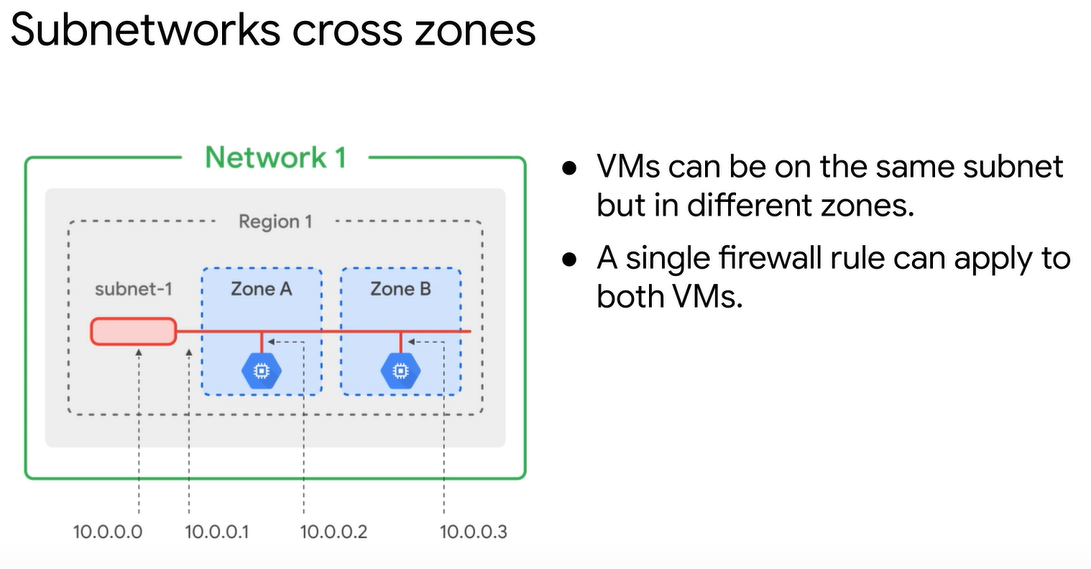 Subnetworks cross zones
Network 1
Region 1
subnet-1
Zone A
Zone B
10.0.0.0
10.0.0.1
10.0.0.2
10.0.0.3
● VMs can be on the same subnet
but in different zones.
● A single firewall rule can apply to
both VMs.